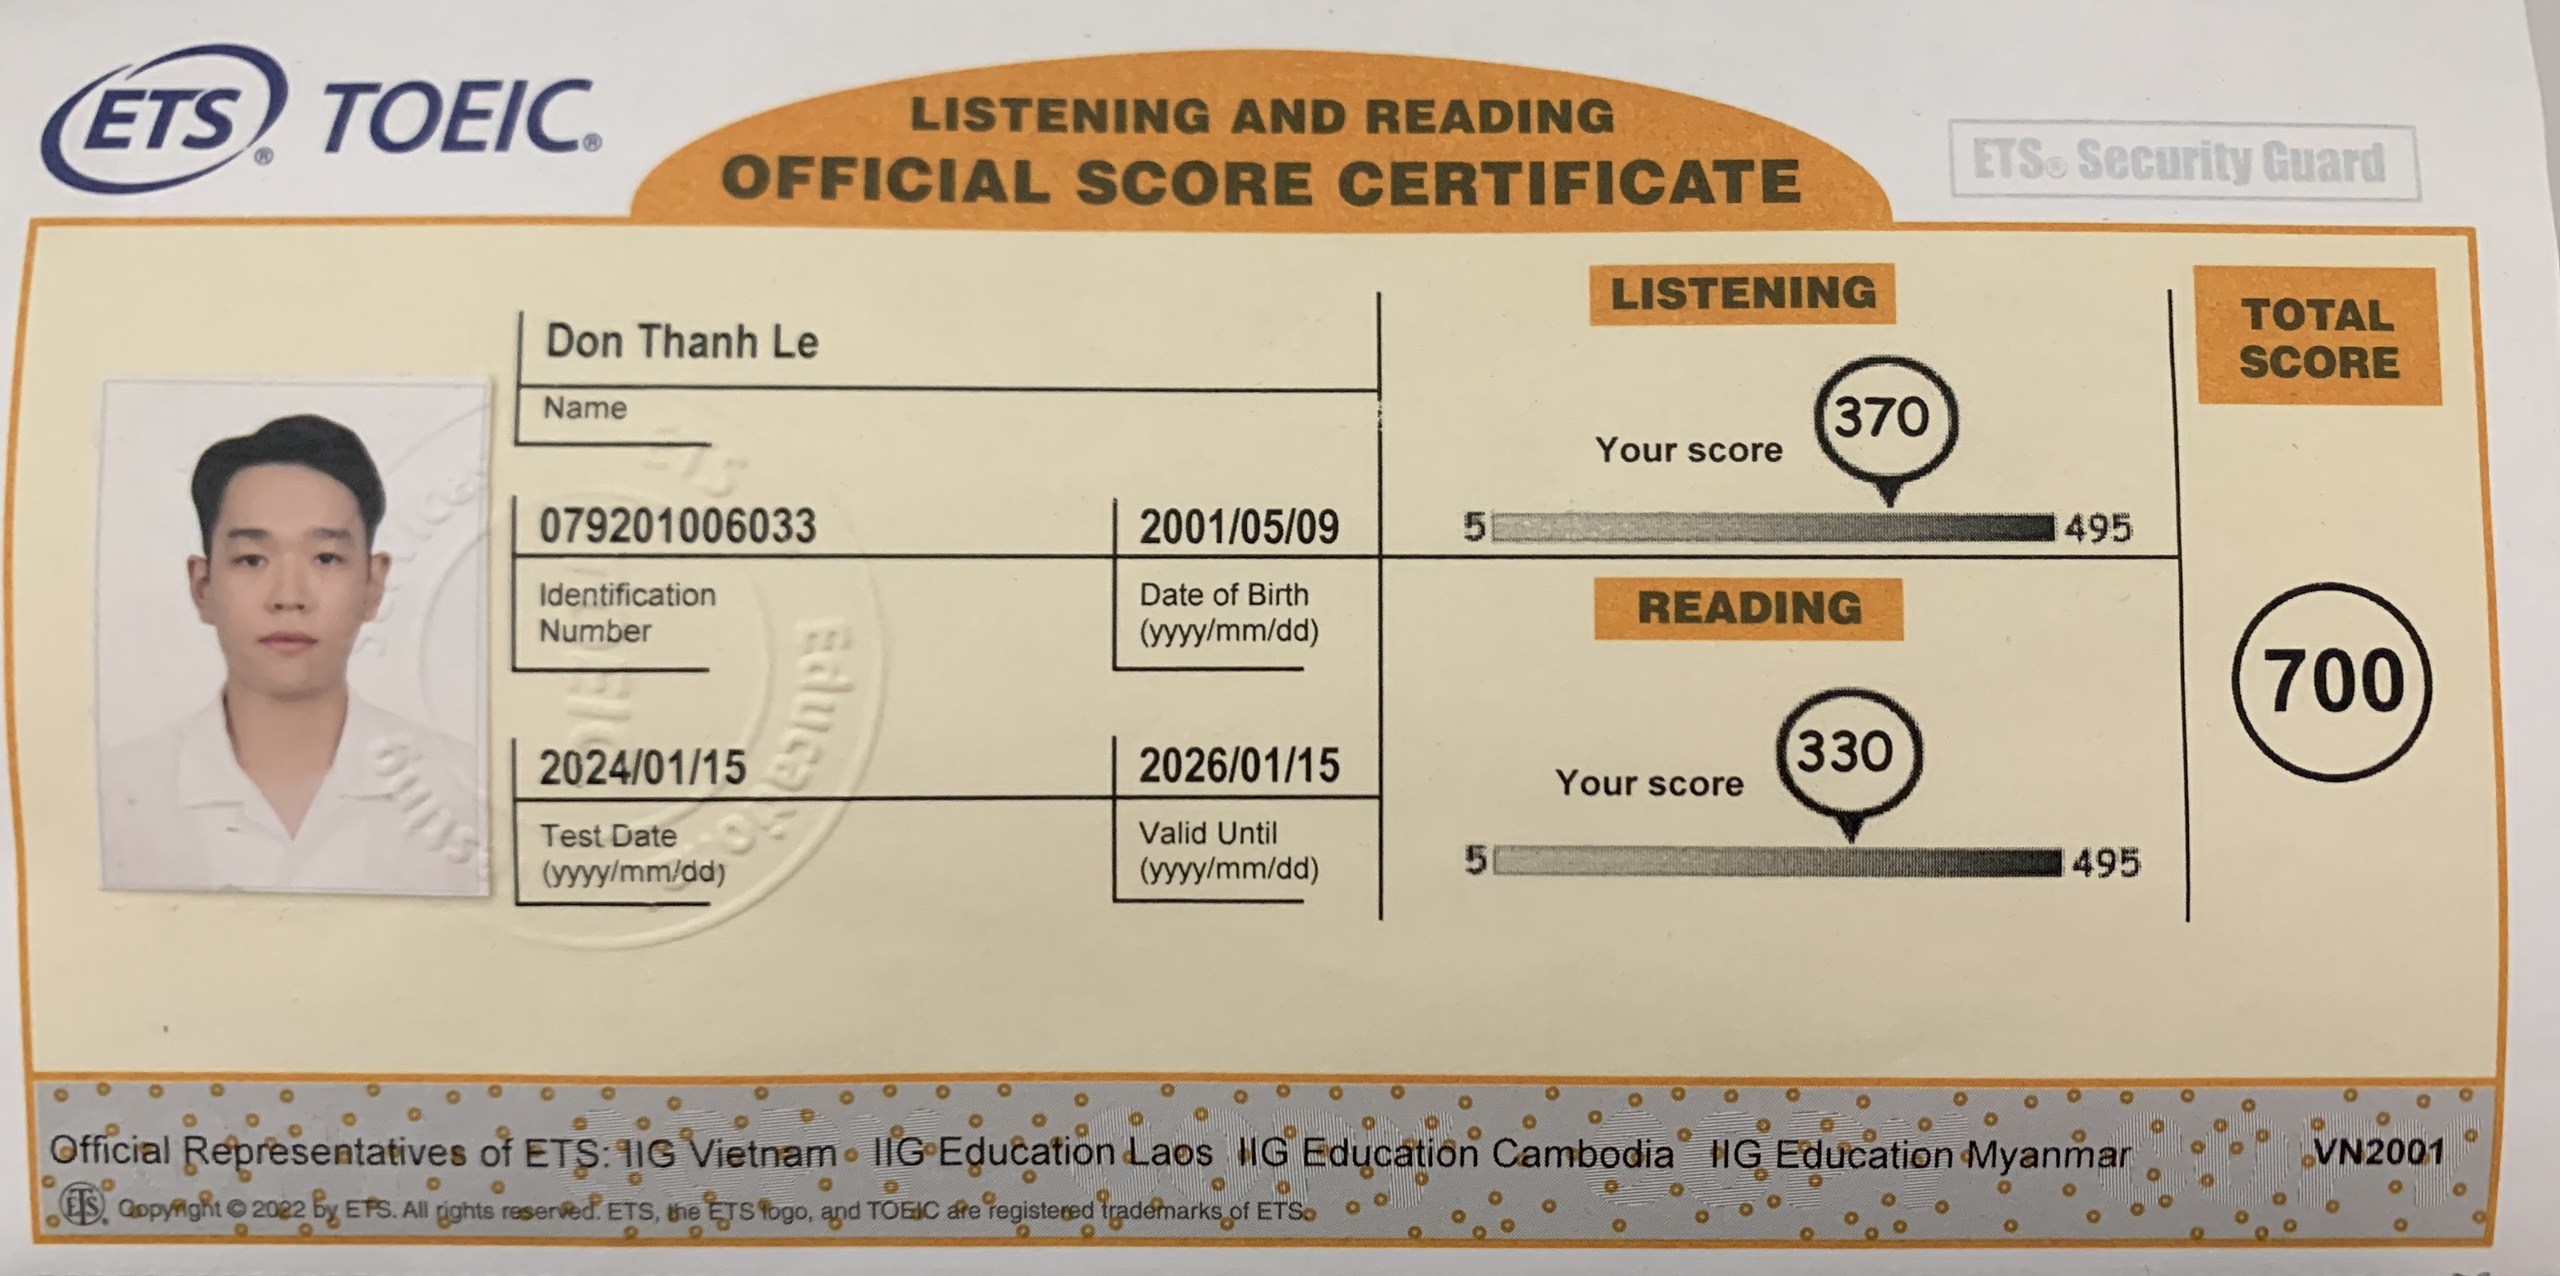 ETS® TOEIC®
LISTENING AND READING
OFFICIAL SCORE CERTIFICATE
ETS® Security Guard
Don Thanh Le
Name
079201006033
Identification
Number
2001/05/09
Date of Birth
(yyyy/mm/dd)
2024/01/15
Test Date
(yyyy/mm/dd)
2026/01/15
Valid Until
(yyyy/mm/dd)
LISTENING
Your score 370
5 495
READING
Your score 330
5 495
TOTAL
SCORE
700
Official Representatives of ETS: IIG Vietnam IIG Education Laos IIG Education Cambodia IIG Education Myanmar VN2001
ETS® Copyright © 2022 by ETS. All rights reserved. ETS, the ETS logo, and TOEIC are registered trademarks of ETS.